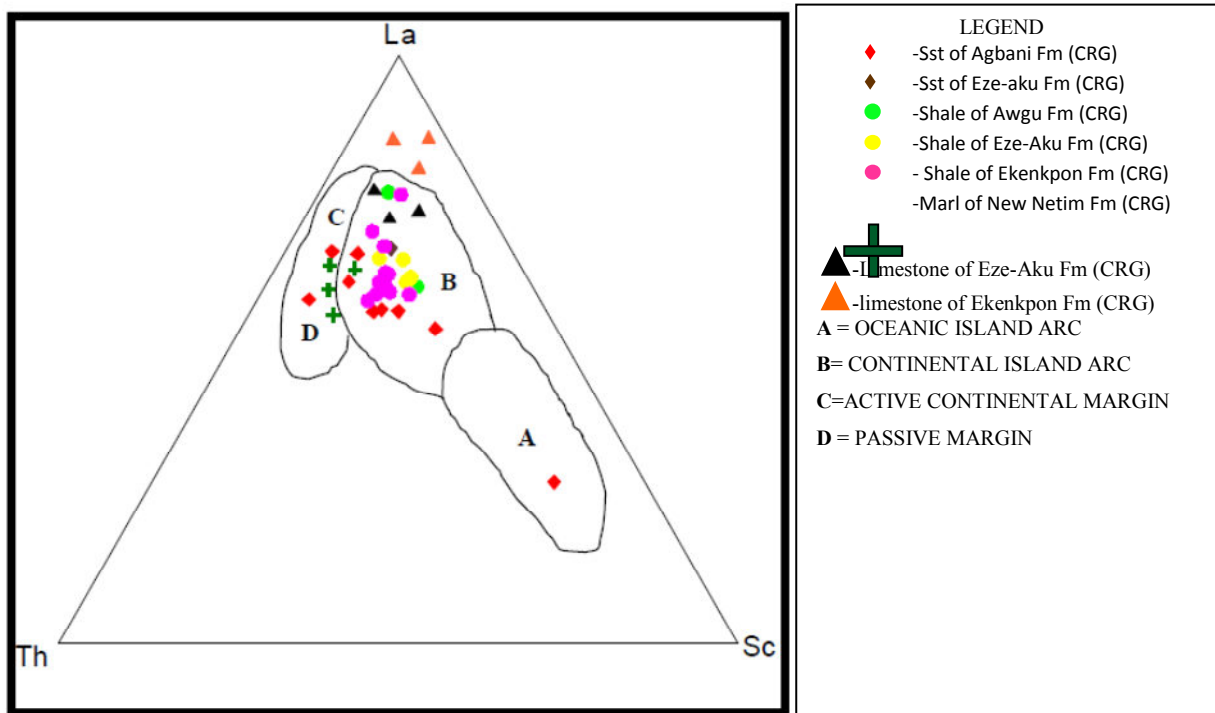 La
C
B
D
A
Th
Sc
LEGEND
-Sst of Agbani Fm (CRG)
-Sst of Eze-aku Fm (CRG)
-Shale of Awgu Fm (CRG)
-Shale of Eze-Aku Fm (CRG)
- Shale of Ekenkpon Fm (CRG)
-Marl of New Netim Fm (CRG)
-Limestone of Eze-Aku Fm (CRG)
-limestone of Ekenkpon Fm (CRG)
A = OCEANIC ISLAND ARC
B= CONTINENTAL ISLAND ARC
C=ACTIVE CONTINENTAL MARGIN
D = PASSIVE MARGIN